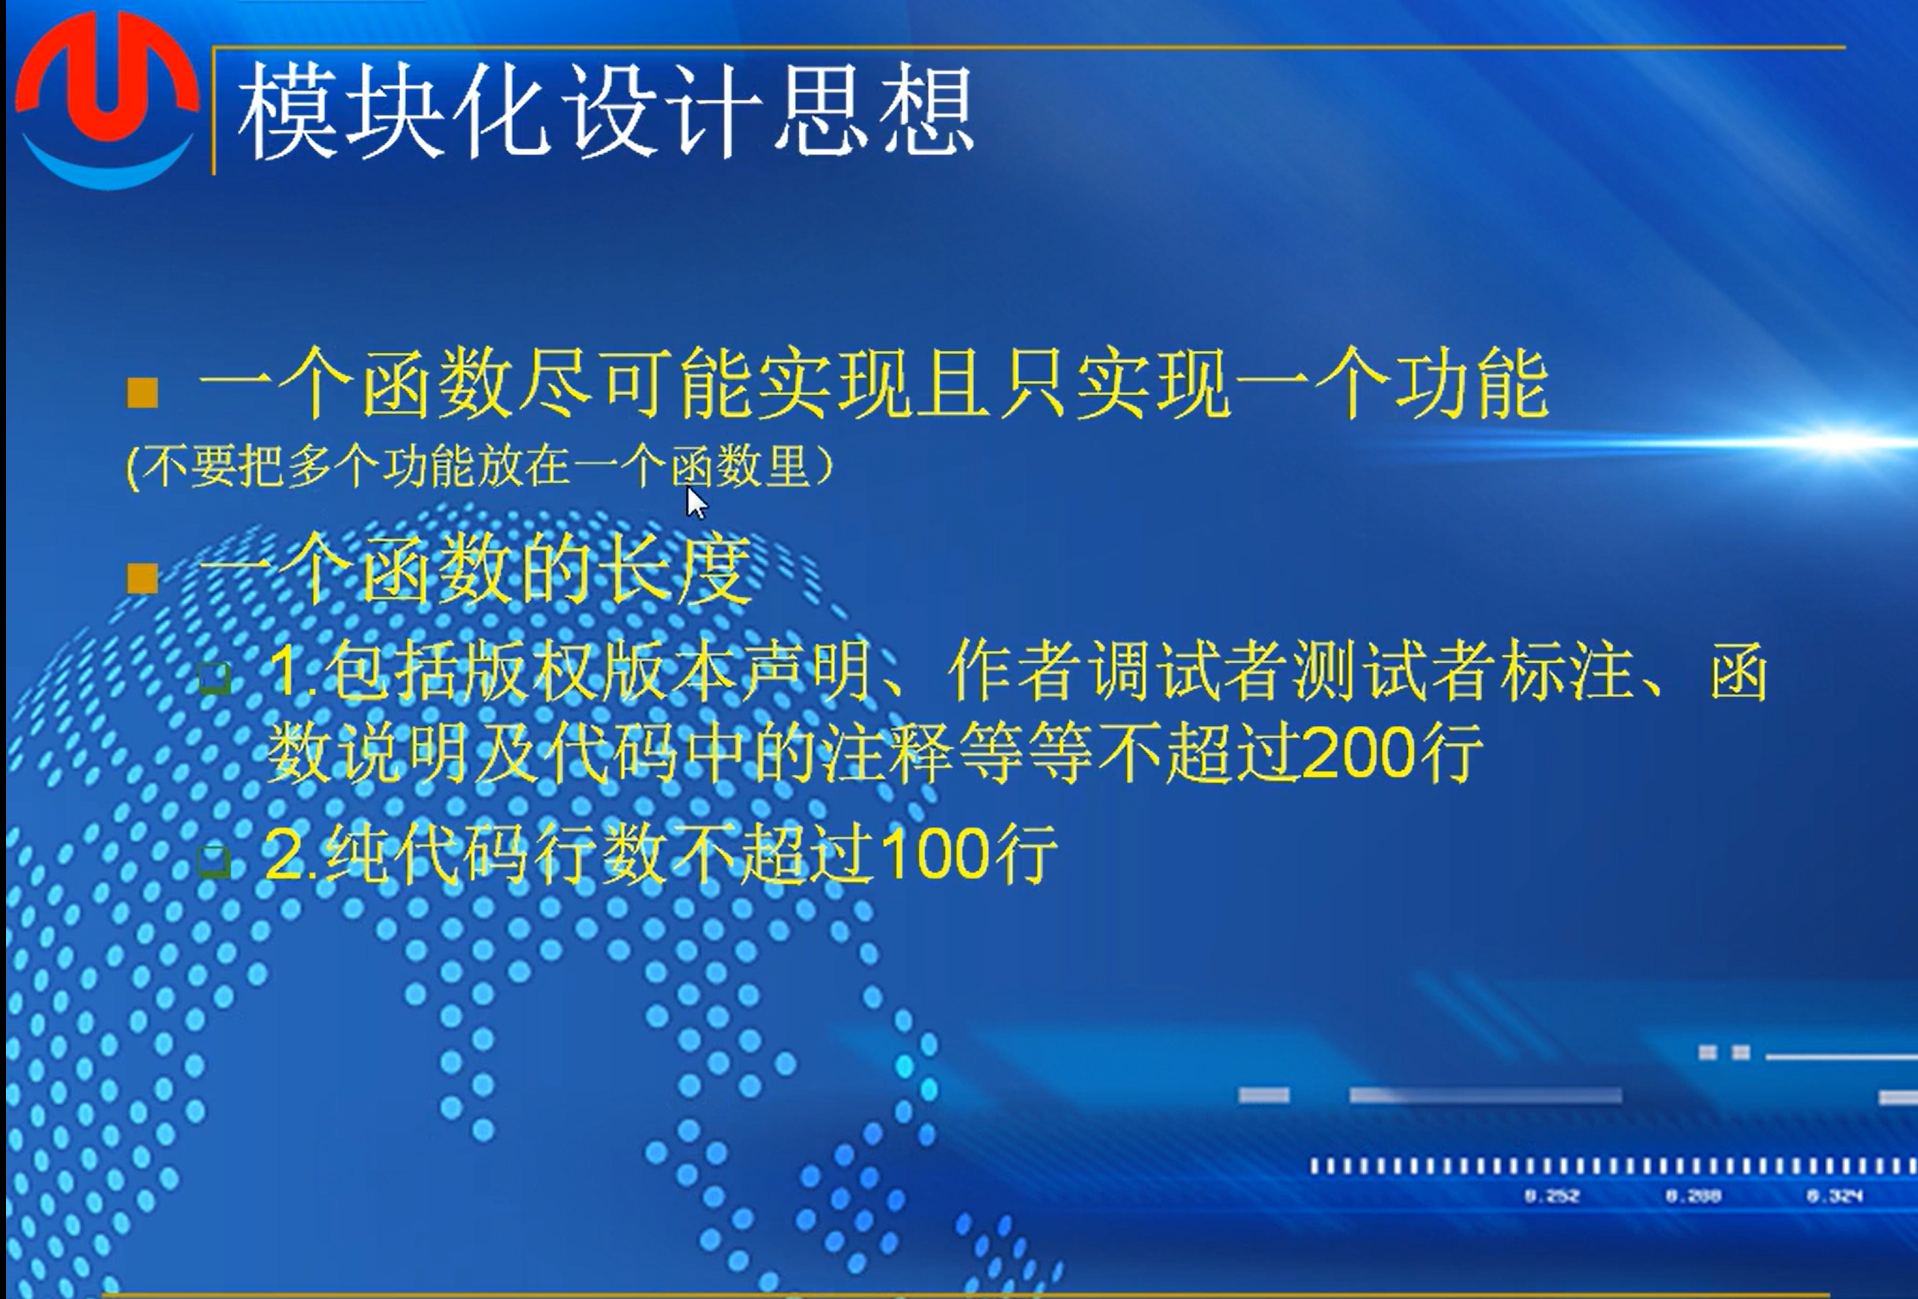 模块化设计思想
一个函数尽可能实现且只实现一个功能
(不要把多个功能放在一个函数里）
一个函数的长度
1.包括版权版本声明、作者调试者测试者标注、函
数说明及代码中的注释等等不超过200行
2.纯代码行数不超过100行
0.252 0.288 0.324